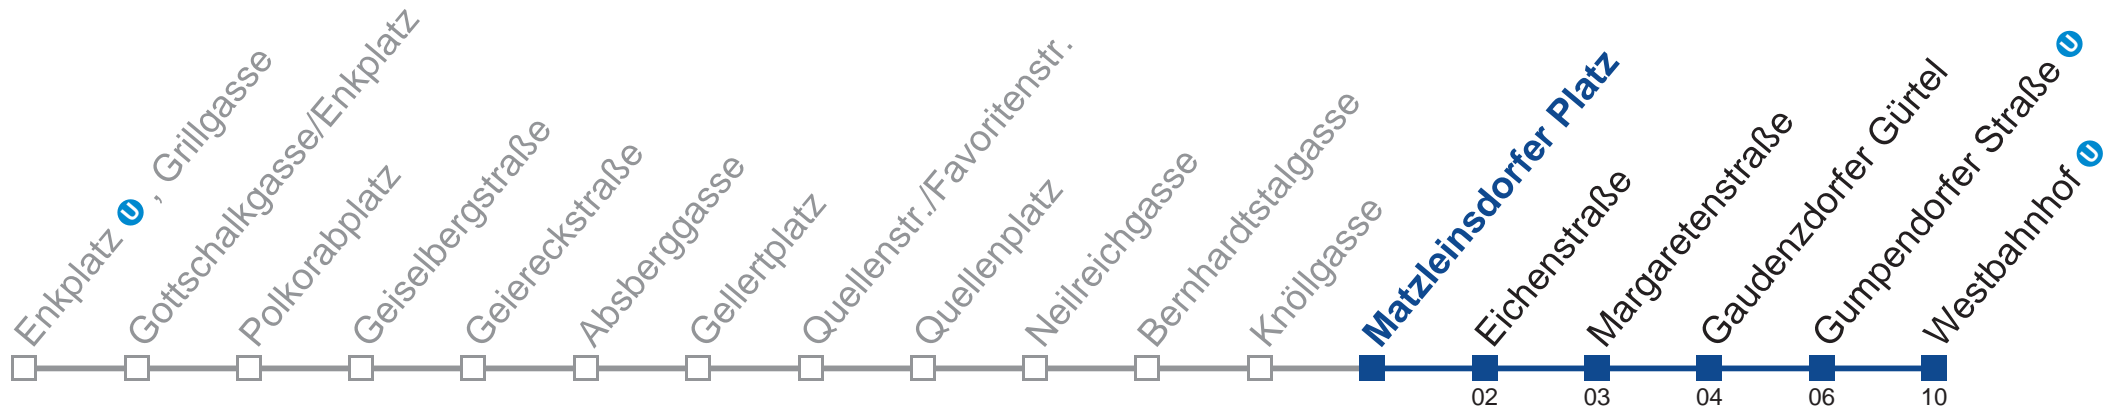 Enkplatz U , Grillgasse
Gottschalkgasse/Enkplatz
Polkorabplatz
Geiselbergstraße
Geiereckstraße
Absberggasse
Gellertplatz
Quellenstr./Favoritenstr.
Quellenplatz
Neilreichgasse
Bernhardtstalgasse
Knöllgasse
Matzleinsdorfer Platz
Eichenstraße
Margaretenstraße
Gaudenzdorfer Gürtel
Gumpendorfer Straße U
Westbahnhof U
02 03 04 06 10